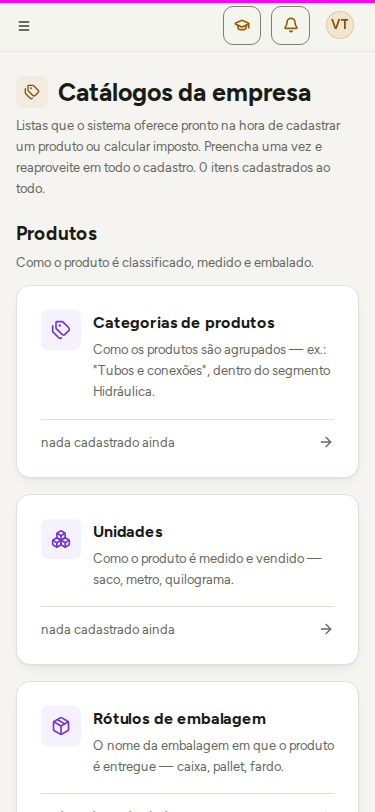 VT
Catálogos da empresa
Listas que o sistema oferece pronto na hora de cadastrar
um produto ou calcular imposto. Preencha uma vez e
reaproveite em todo o cadastro. 0 itens cadastrados ao
todo.
Produtos
Como o produto é classificado, medido e embalado.
Categorias de produtos
Como os produtos são agrupados — ex.:
"Tubos e conexões", dentro do segmento
Hidráulica.
nada cadastrado ainda
Unidades
Como o produto é medido e vendido —
saco, metro, quilograma.
nada cadastrado ainda
Rótulos de embalagem
O nome da embalagem em que o produto
é entregue — caixa, pallet, fardo.